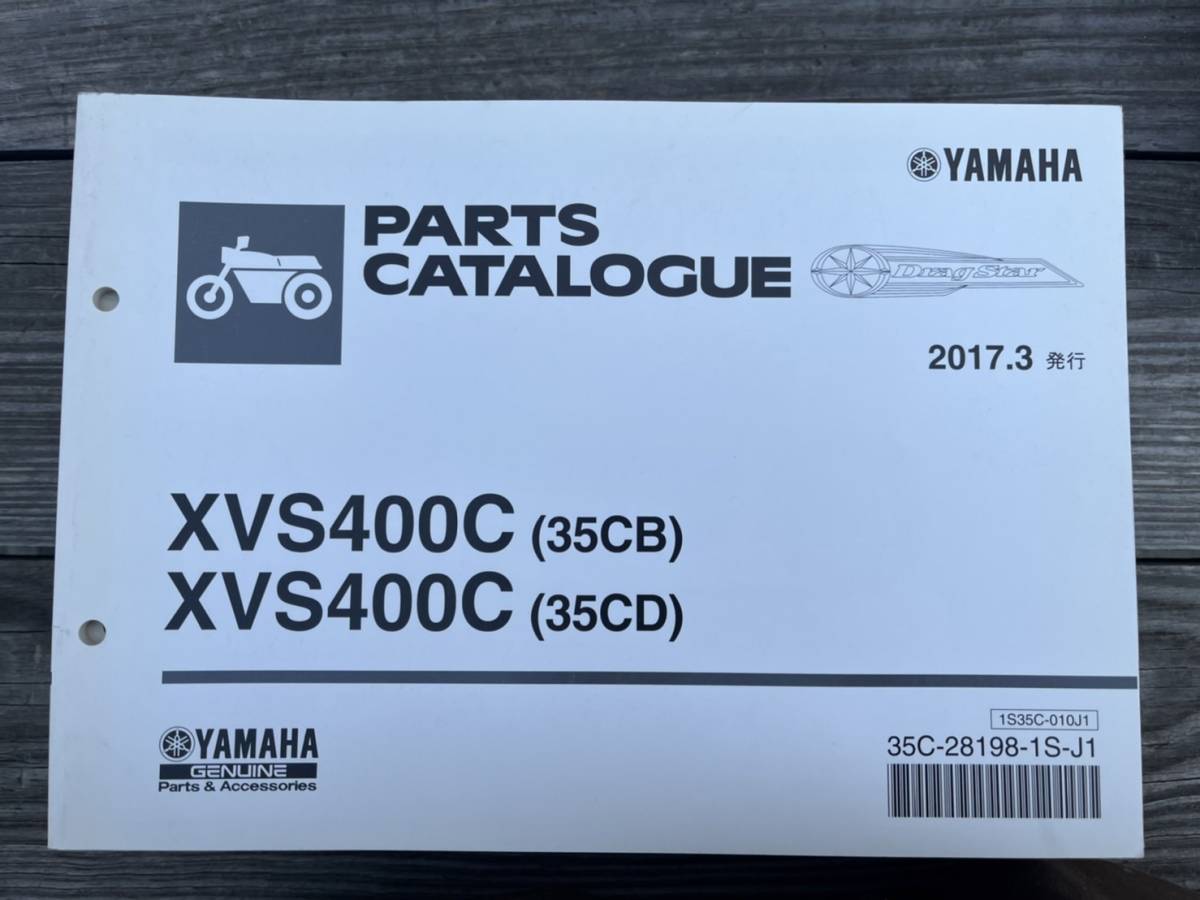 YAMAHA
PARTS
CATALOGUE
DragStar
2017.3 発行
XVS400C (35CB)
XVS400C (35CD)
YAMAHA
GENUINE
Parts & Accessories
1S35C-010J1
35C-28198-1S-J1